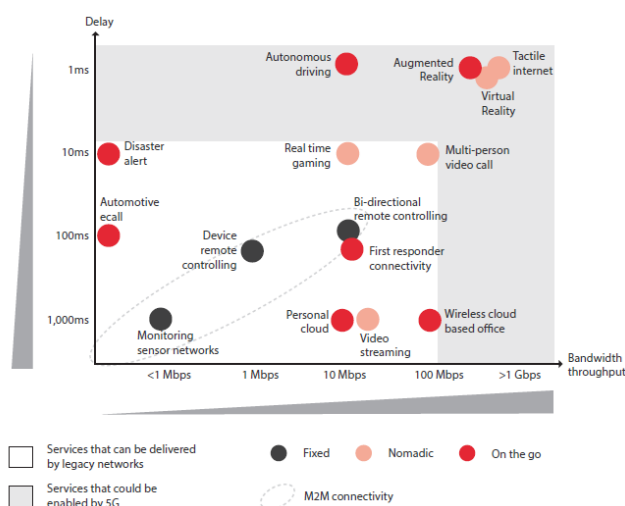 Delay
1ms
Autonomous
driving
Augmented
Reality
Tactile
internet
Virtual
Reality
10ms
Disaster
alert
Real time
gaming
Multi-person
video call
Automotive
ecall
100ms
Device
remote
controlling
Bi-directional
remote controlling
First responder
connectivity
1,000ms
Monitoring
sensor networks
Personal
cloud
Video
streaming
Wireless cloud
based office
Bandwidth
throughput
<1 Mbps
1 Mbps
10 Mbps
100 Mbps
>1 Gbps
Services that can be delivered
by legacy networks
Fixed
Nomadic
On the go
Services that could be
enabled by 5G
M2M connectivity